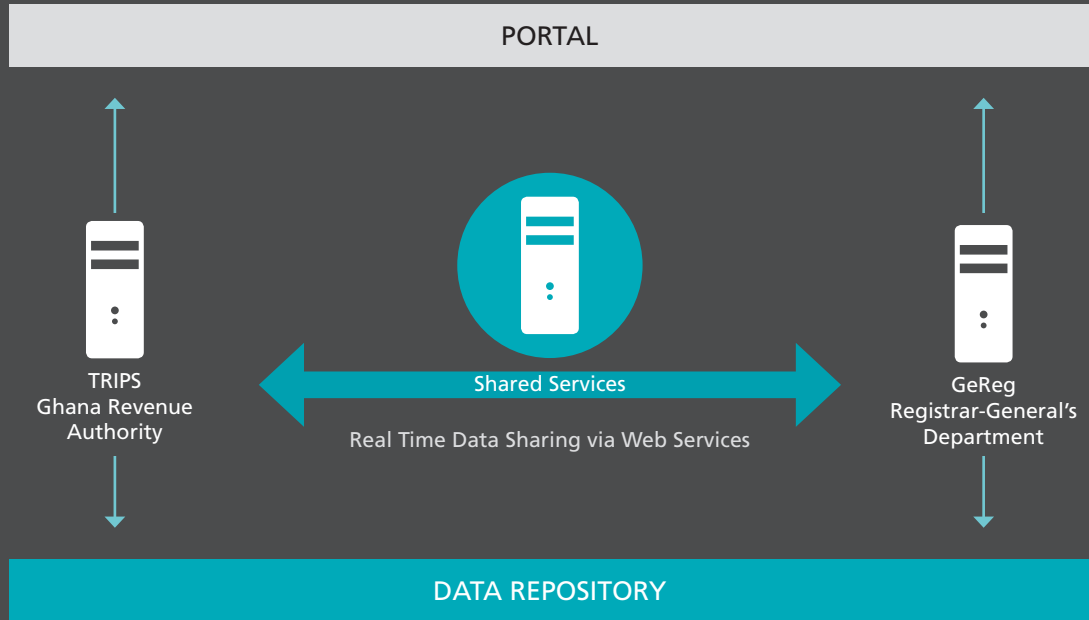 PORTAL
TRIPS
Ghana Revenue
Authority
Shared Services
Real Time Data Sharing via Web Services
GeReg
Registrar-General’s
Department
DATA REPOSITORY